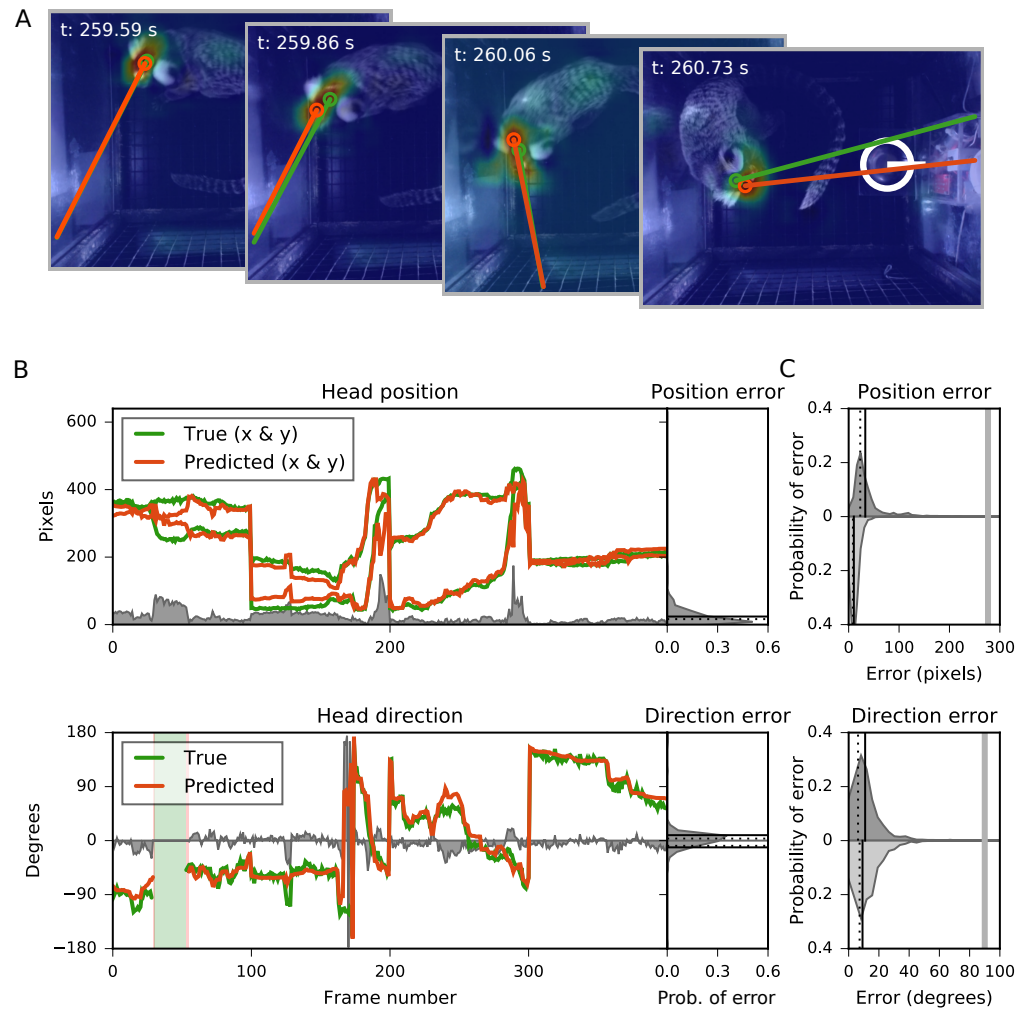 A
t: 259.59 s
t: 259.86 s
t: 260.06 s
t: 260.73 s
B
Head position
Position error
600
400
200
0
Pixels
True (x & y)
Predicted (x & y)
0
200
0.0 0.3 0.6
C
Position error
0.4
0.2
0
0.2
0.4
Probability of error
0 100 200 300
Error (pixels)
Head direction
Direction error
180
90
0
−90
−180
Degrees
True
Predicted
0 100 200 300
Frame number
0.0 0.3 0.6
Prob. of error
Direction error
0.4
0.2
0
0.2
0.4
Probability of error
0 20 40 60 80 100
Error (degrees)